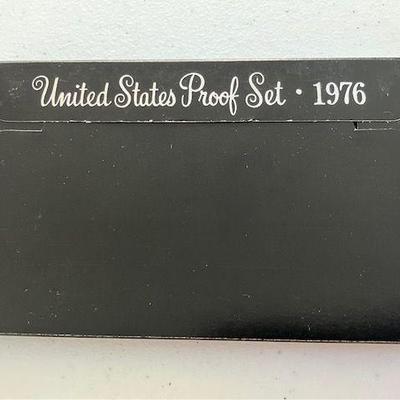 United States Proof Set · 1976